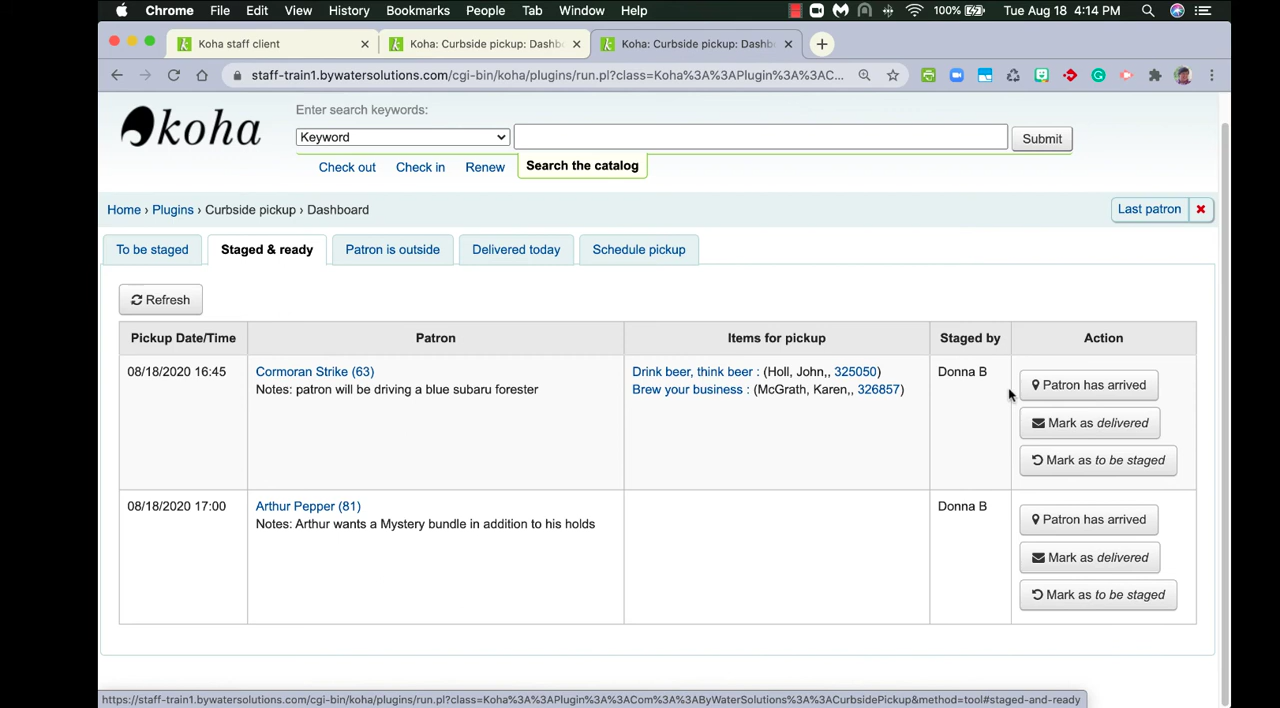 Chrome File Edit View History Bookmarks People Tab Window Help 100% Tue Aug 18 4:14 PM
Koha staff client
Koha: Curbside pickup: Dashb
Koha: Curbside pickup: Dashb
staff-train1.bywatersolutions.com/cgi-bin/koha/plugins/run.pl?class=Koha%3A%3APlugin%3A%3AC...
koha
Enter search keywords:
Keyword
Submit
Check out Check in Renew Search the catalog
Home › Plugins › Curbside pickup › Dashboard
Last patron
To be staged Staged & ready Patron is outside Delivered today Schedule pickup
Refresh
Pickup Date/Time Patron Items for pickup Staged by Action
08/18/2020 16:45
Cormoran Strike (63)
Notes: patron will be driving a blue subaru forester
Drink beer, think beer : (Holl, John,, 325050)
Brew your business : (McGrath, Karen,, 326857)
Donna B
Patron has arrived
Mark as delivered
Mark as to be staged
08/18/2020 17:00
Arthur Pepper (81)
Notes: Arthur wants a Mystery bundle in addition to his holds
Donna B
Patron has arrived
Mark as delivered
Mark as to be staged
https://staff-train1.bywatersolutions.com/cgi-bin/koha/plugins/run.pl?class=Koha%3A%3APlugin%3A%3ACom%3A%3AByWaterSolutions%3A%3ACurbsidePickup&method=tool#staged-and-ready